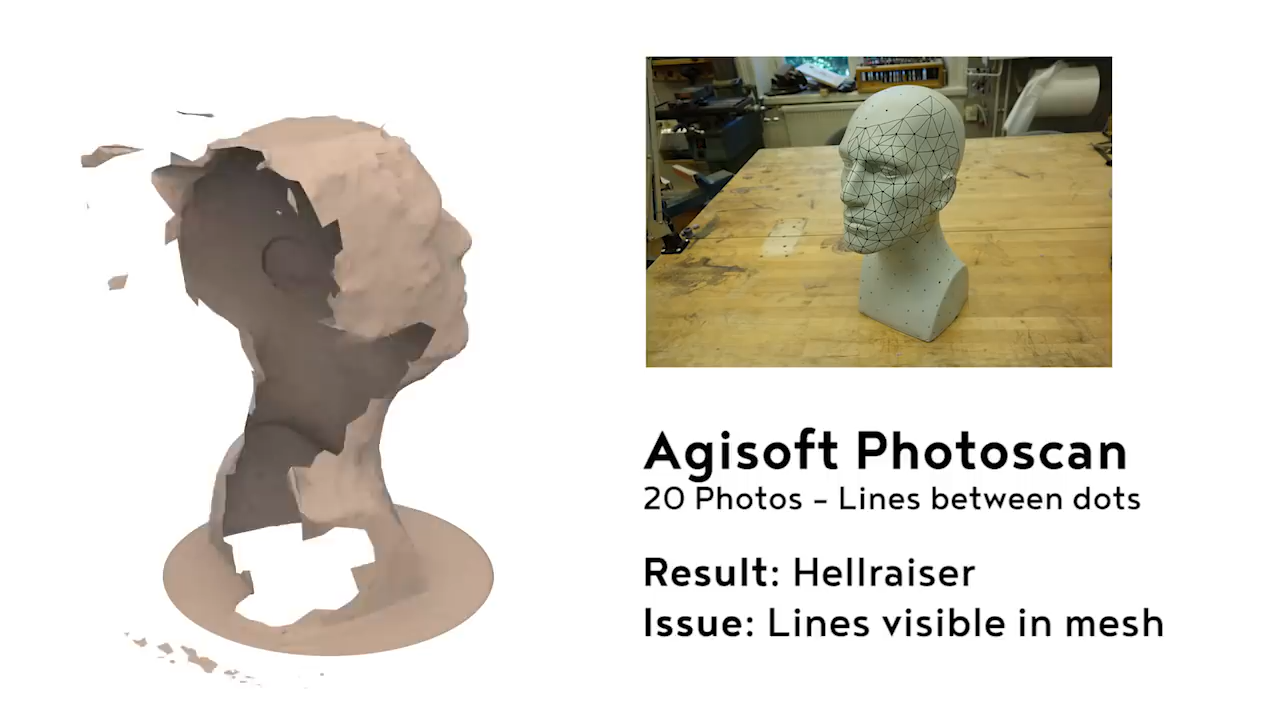 Agisoft Photoscan
20 Photos – Lines between dots
Result: Hellraiser
Issue: Lines visible in mesh